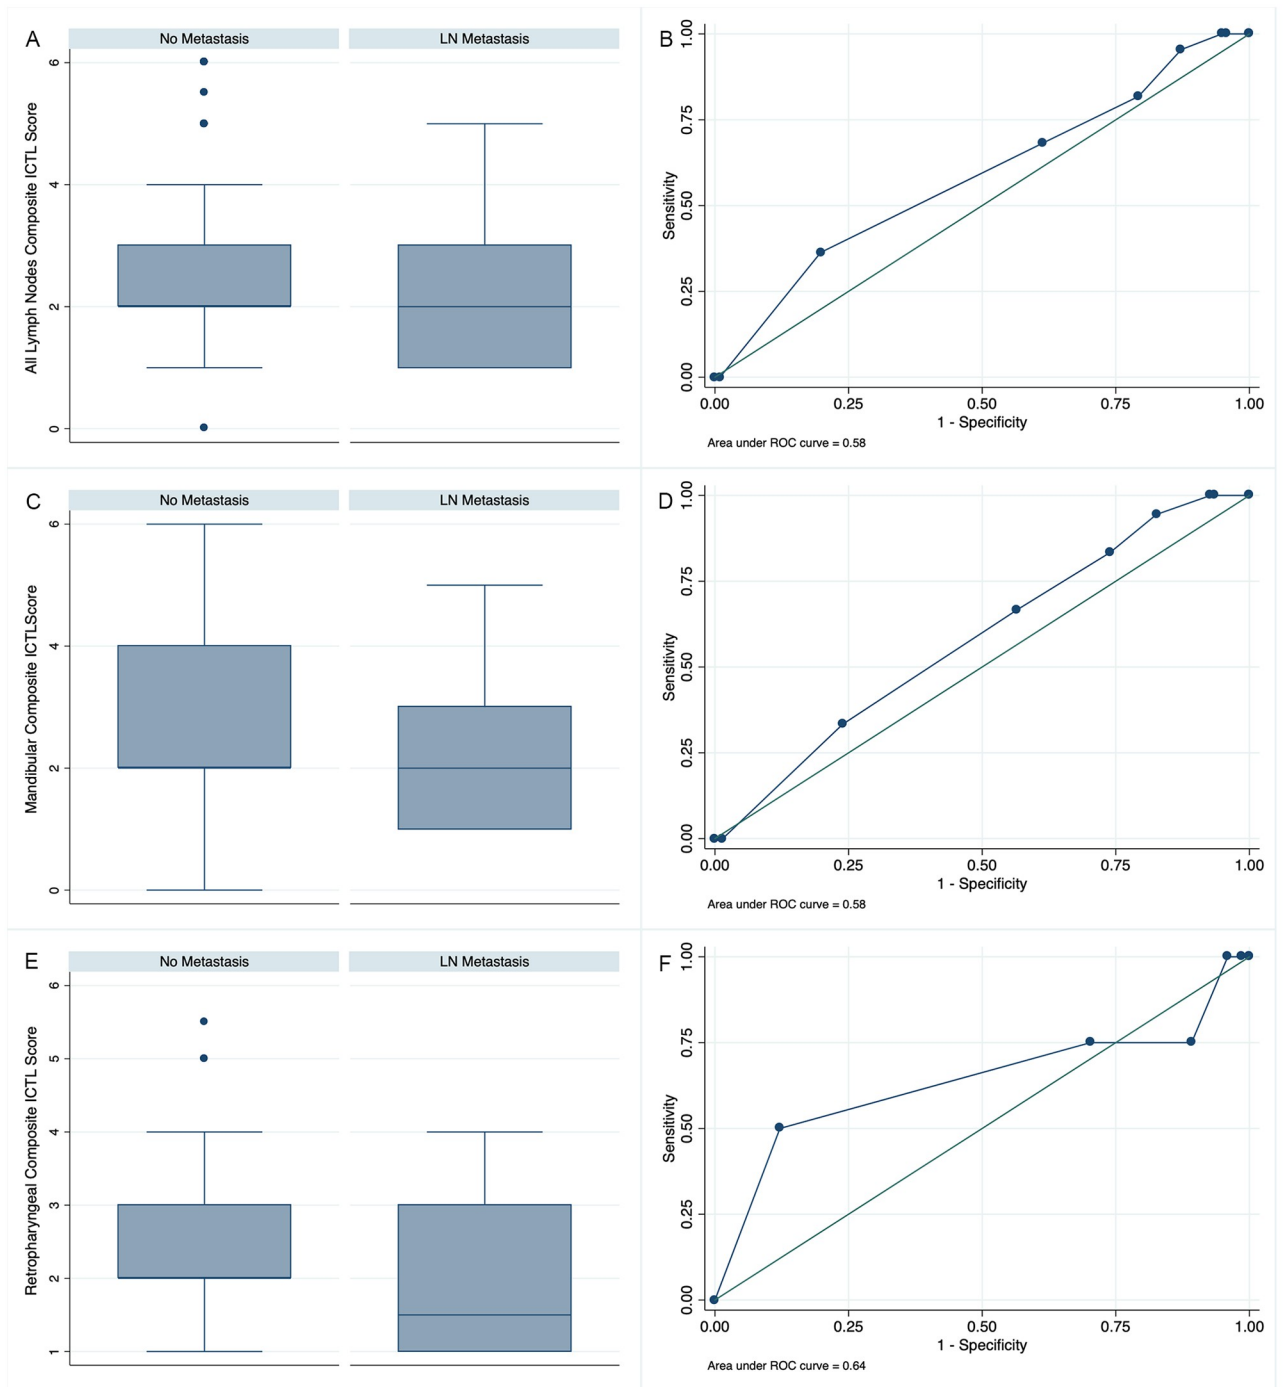 A
No Metastasis
LN Metastasis
All Lymph Nodes Composite ICTL Score
6
4
2
0
B
Sensitivity
1.00
0.75
0.50
0.25
0.00
0.00 0.25 0.50 0.75 1.00
1 - Specificity
Area under ROC curve = 0.58
C
No Metastasis
LN Metastasis
Mandibular Composite ICTLScore
6
4
2
0
D
Sensitivity
1.00
0.75
0.50
0.25
0.00
0.00 0.25 0.50 0.75 1.00
1 - Specificity
Area under ROC curve = 0.58
E
No Metastasis
LN Metastasis
Retropharyngeal Composite ICTL Score
6
5
4
3
2
1
F
Sensitivity
1.00
0.75
0.50
0.25
0.00
0.00 0.25 0.50 0.75 1.00
1 - Specificity
Area under ROC curve = 0.64